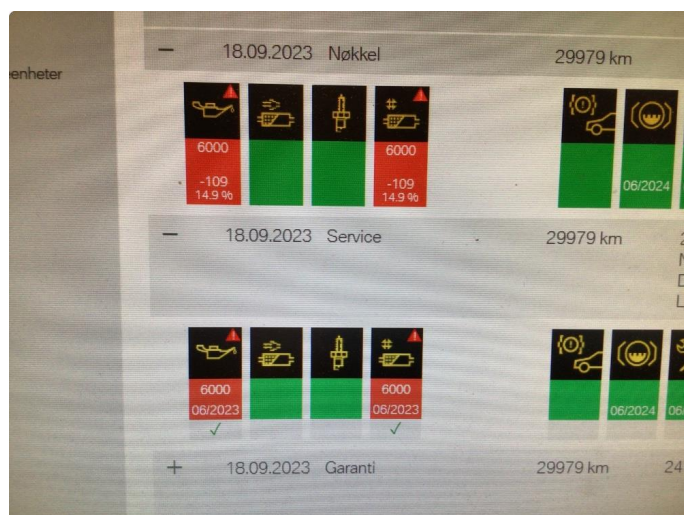 enheter
− 18.09.2023 Nøkkel 29979 km
6000 6000
-109 -109
14.9 % 14.9 %
06/2024
− 18.09.2023 Service 29979 km
6000 6000
06/2023 06/2023 06/2024
+ 18.09.2023 Garanti 29979 km 24